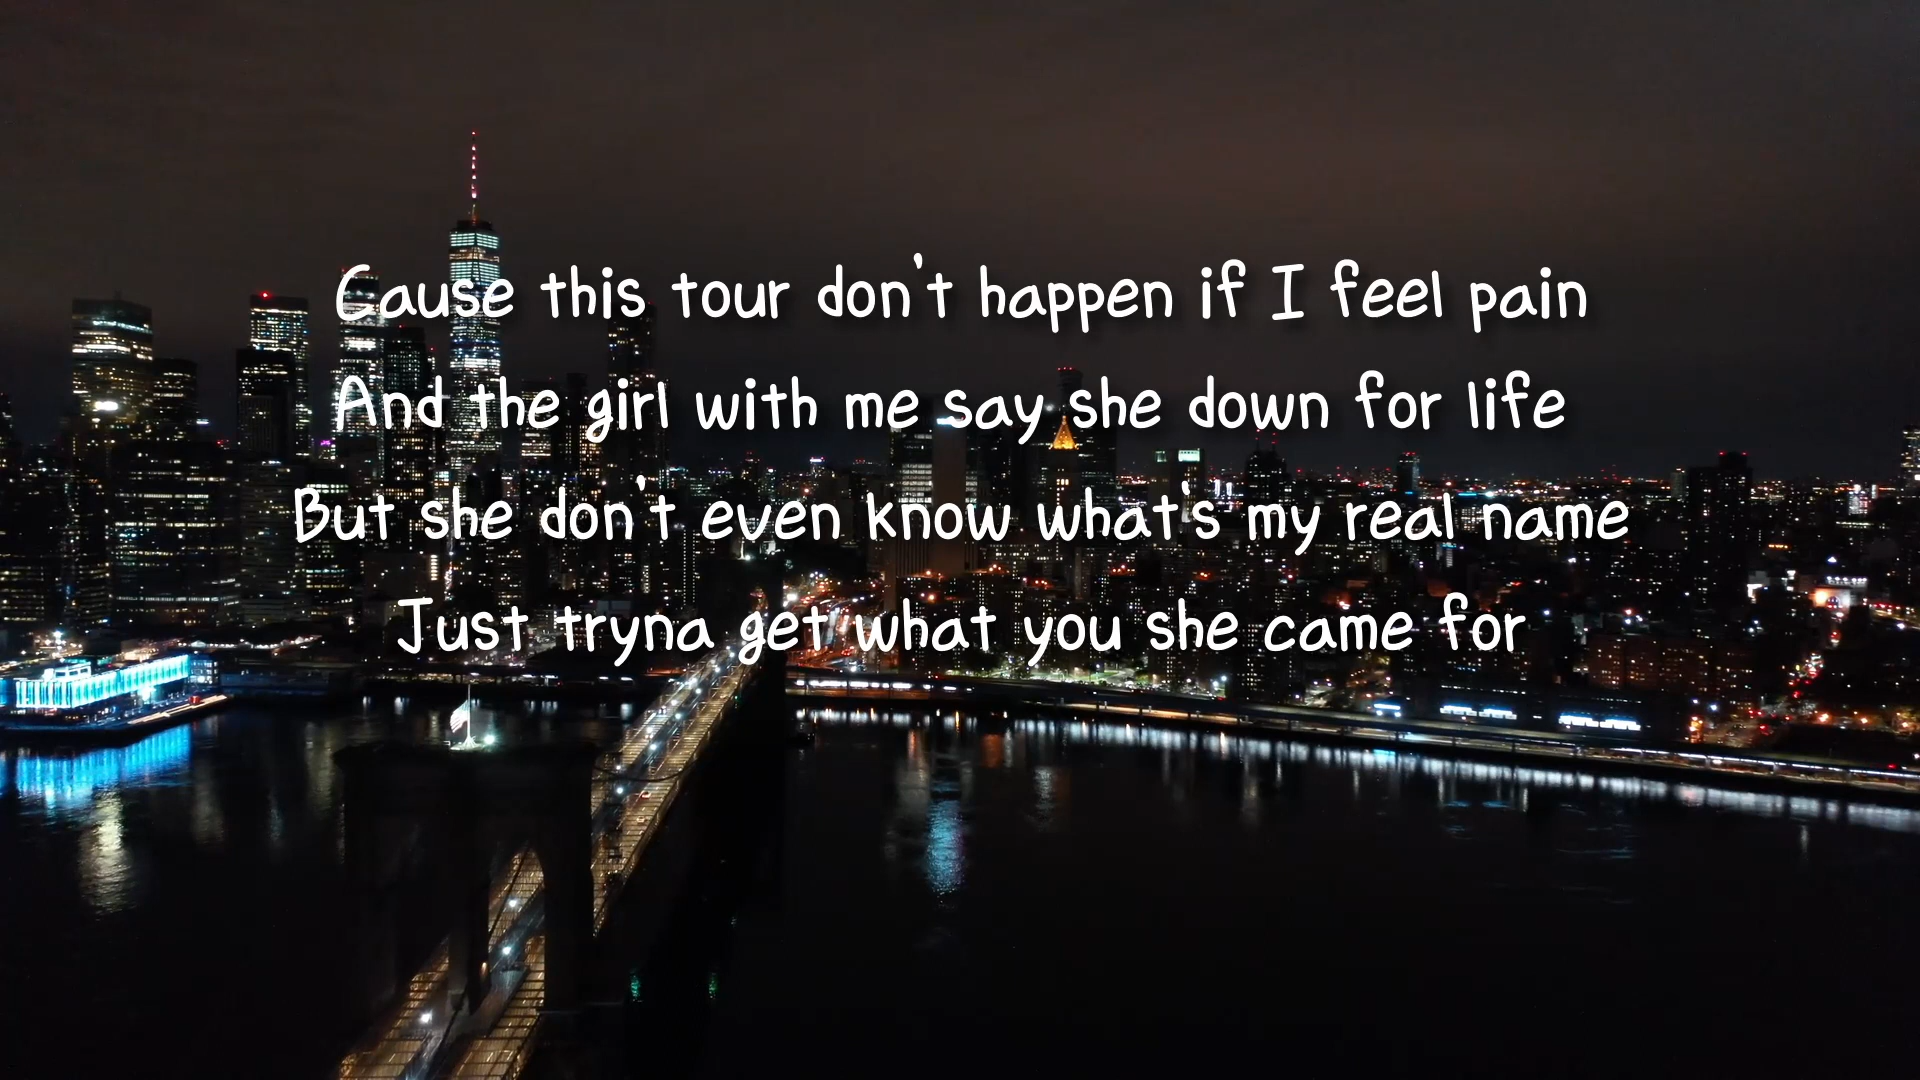 Cause this tour don't happen if I feel pain
And the girl with me say she down for life
But she don't even know what's my real name
Just tryna get what you she came for